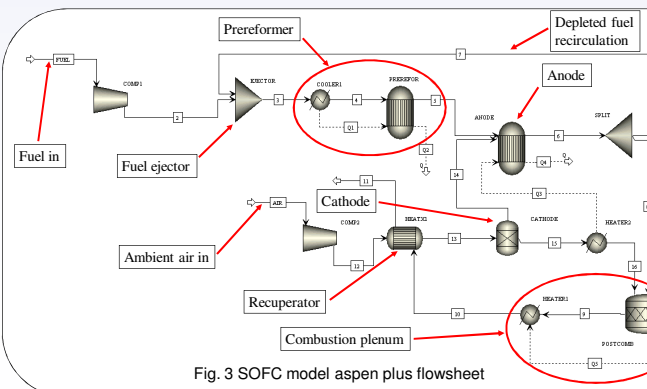 Prereformer
Depleted fuel
recirculation
7
FUEL
COMP1
EJECTOR
COOLER1
PREREFOR
Anode
2
3
4
5
ANODE
6
SPLIT
Q1
Q2
Q
Q4
Q
Fuel in
Fuel ejector
14
Q3
11
Cathode
AIR
COMP2
HEATX1
CATHODE
HEATER2
13
15
12
16
Ambient air in
Recuperator
HEATER1
10
9
POSTCOMB
Combustion plenum
Q5
Fig. 3 SOFC model aspen plus flowsheet